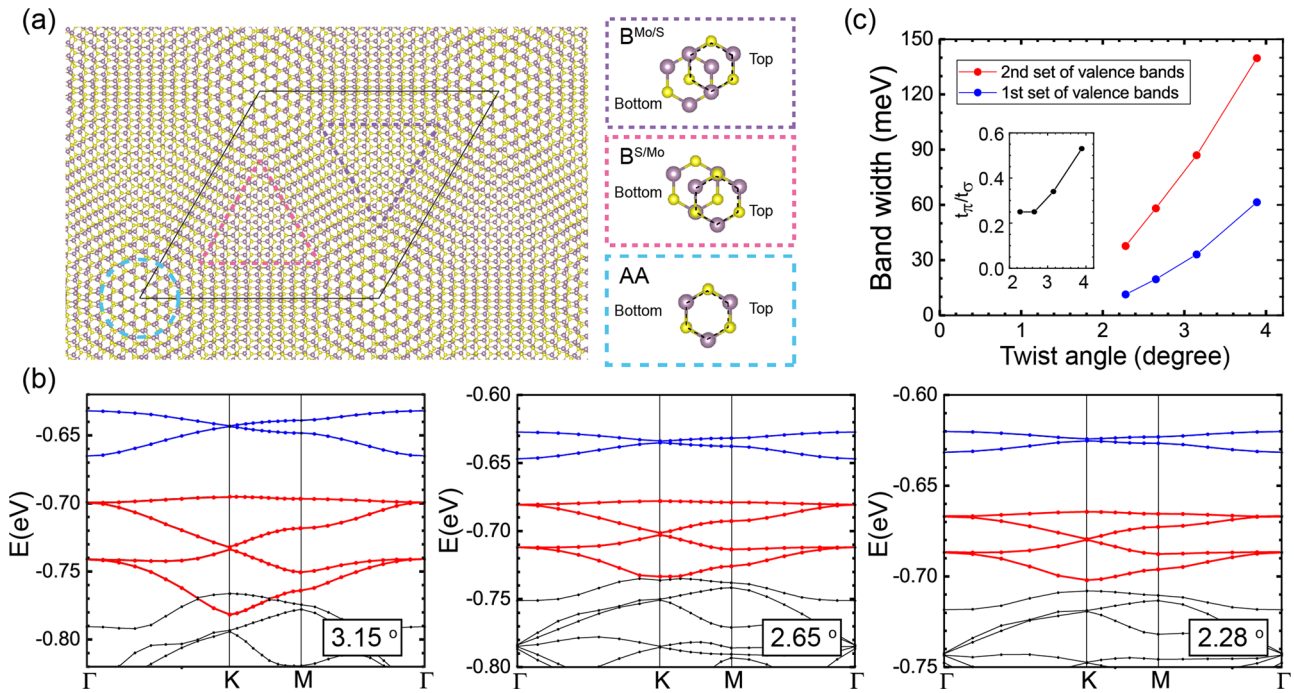 (a)
B^Mo/S
Top
Bottom
B^S/Mo
Bottom
Top
AA
Bottom
Top
(c)
Band width (meV)
150
120
90
60
30
0
2nd set of valence bands
1st set of valence bands
tπ/tσ
0.6
0.4
0.2
0.0
2 3 4
0 1 2 3 4
Twist angle (degree)
(b)
E(eV)
-0.65
-0.70
-0.75
-0.80
3.15 °
Γ K M Γ
E(eV)
-0.60
-0.65
-0.70
-0.75
-0.80
2.65 °
Γ K M Γ
E(eV)
-0.60
-0.65
-0.70
-0.75
2.28 °
Γ K M Γ